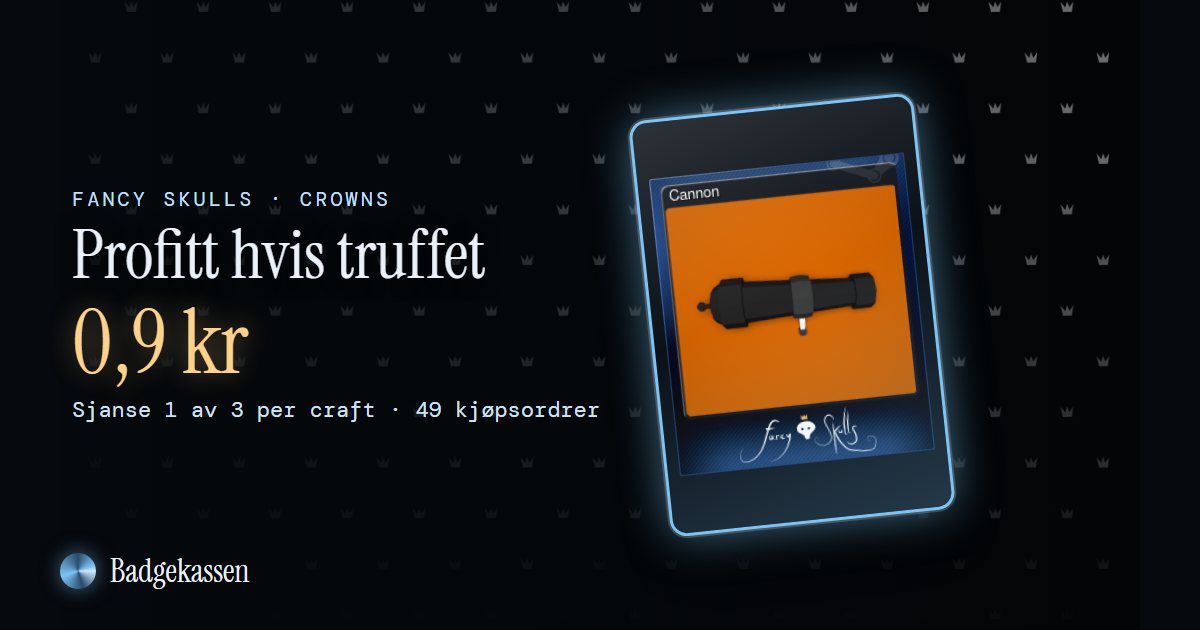 FANCY SKULLS · CROWNS
Profitt hvis truffet
0,9 kr
Sjanse 1 av 3 per craft · 49 kjøpsordrer
Cannon
Fancy Skulls
Badgekassen